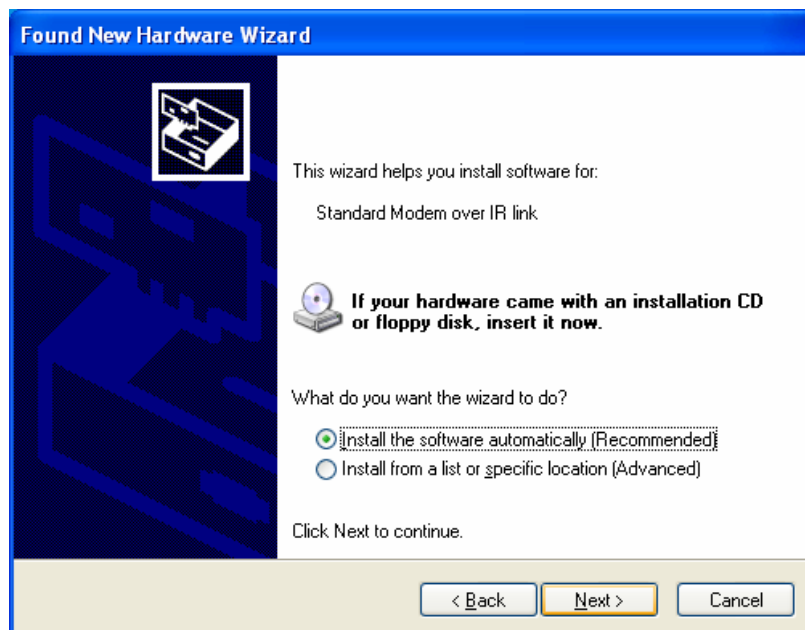 Found New Hardware Wizard
This wizard helps you install software for:
Standard Modem over IR link
If your hardware came with an installation CD
or floppy disk, insert it now.
What do you want the wizard to do?
Install the software automatically (Recommended)
Install from a list or specific location (Advanced)
Click Next to continue.
< Back Next > Cancel